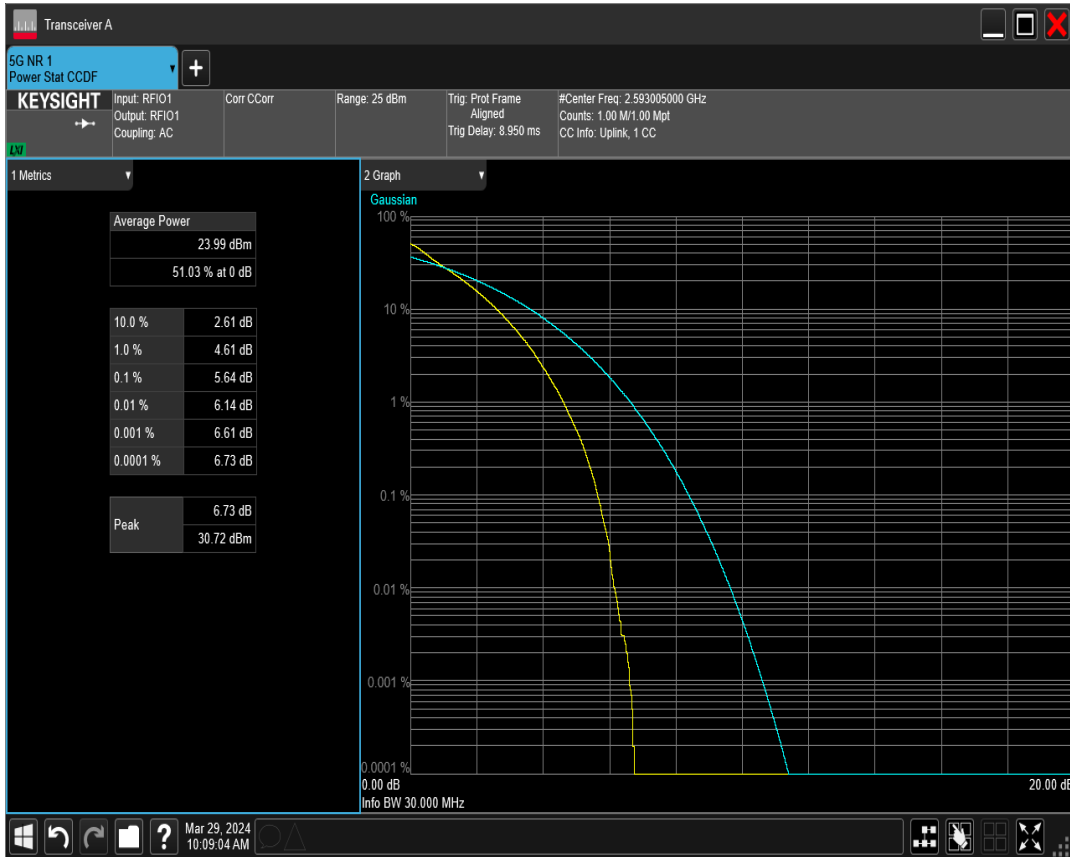 Transceiver A
5G NR 1
Power Stat CCDF
+
KEYSIGHT
LXI
Input: RFIO1
Output: RFIO1
Coupling: AC
Corr CCorr
Range: 25 dBm
Trig: Prot Frame
Aligned
Trig Delay: 8.950 ms
#Center Freq: 2.593005000 GHz
Counts: 1.00 M/1.00 Mpt
CC Info: Uplink, 1 CC
1 Metrics
Average Power
23.99 dBm
51.03 % at 0 dB
10.0 % 2.61 dB
1.0 % 4.61 dB
0.1 % 5.64 dB
0.01 % 6.14 dB
0.001 % 6.61 dB
0.0001 % 6.73 dB
Peak
6.73 dB
30.72 dBm
2 Graph
Gaussian
100 %
10 %
1 %
0.1 %
0.01 %
0.001 %
0.0001 %
0.00 dB 20.00 dB
Info BW 30.000 MHz
?
Mar 29, 2024
10:09:04 AM